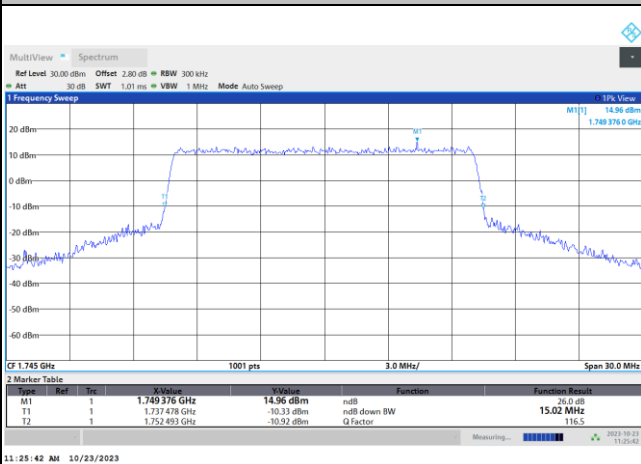 MultiView Spectrum
Ref Level 30.00 dBm Offset 2.80 dB RBW 300 kHz
Att 30 dB SWT 1.01 ms VBW 1 MHz Mode Auto Sweep
1 Frequency Sweep 1Pk View
M1[1] 14.96 dBm
1.749 376 0 GHz
M1
20 dBm
10 dBm
0 dBm
T1 T2
-10 dBm
-20 dBm
-30 dBm
-40 dBm
-50 dBm
-60 dBm
CF 1.745 GHz 1001 pts 3.0 MHz/ Span 30.0 MHz
2 Marker Table
Type Ref Trc X-Value Y-Value Function Function Result
M1 1 1.749 376 GHz 14.96 dBm ndB 26.0 dB
T1 1 1.737 478 GHz -10.33 dBm ndB down BW 15.02 MHz
T2 1 1.752 493 GHz -10.92 dBm Q Factor 116.5
Measuring... 2023-10-23
11:25:42
11:25:42 AM 10/23/2023